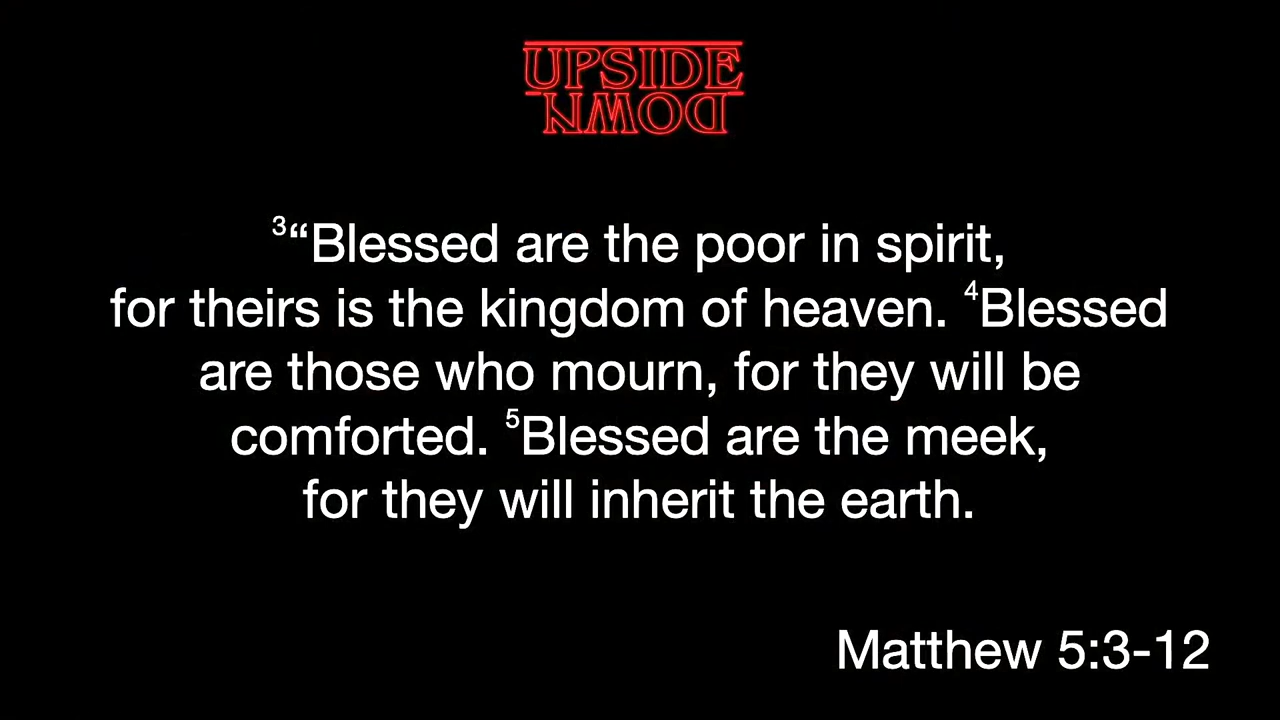 UPSIDE
DOWN
³“Blessed are the poor in spirit,
for theirs is the kingdom of heaven. ⁴Blessed
are those who mourn, for they will be
comforted. ⁵Blessed are the meek,
for they will inherit the earth.
Matthew 5:3-12